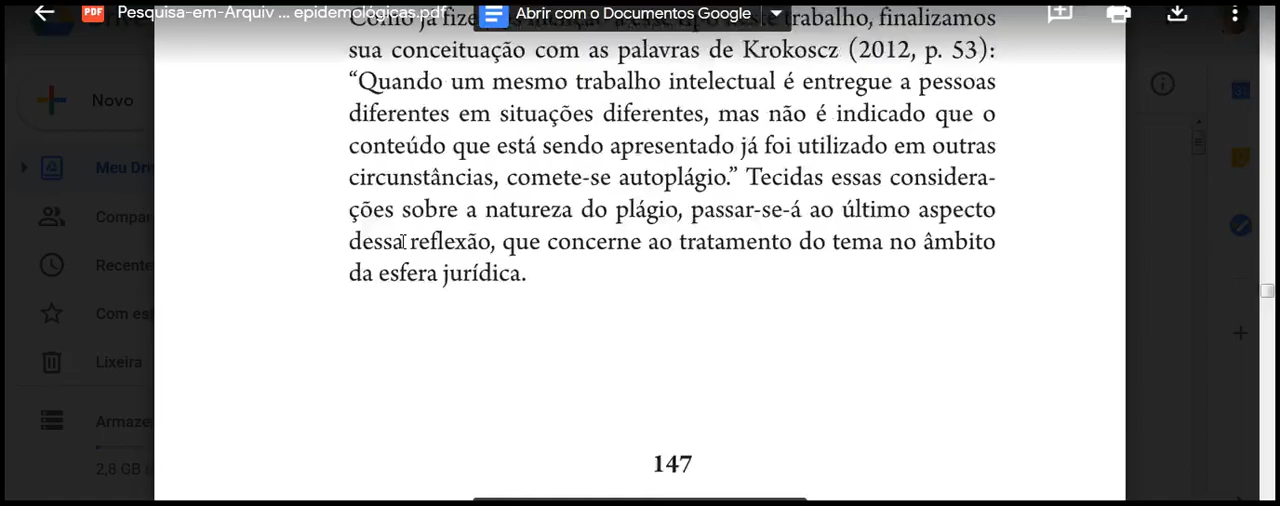 Pesquisa-em-Arquiv ... epidemológicas.pdf
Abrir com o Documentos Google
trabalho, finalizamos
sua conceituação com as palavras de Krokoscz (2012, p. 53):
“Quando um mesmo trabalho intelectual é entregue a pessoas
diferentes em situações diferentes, mas não é indicado que o
conteúdo que está sendo apresentado já foi utilizado em outras
circunstâncias, comete-se autoplágio.” Tecidas essas considera-
ções sobre a natureza do plágio, passar-se-á ao último aspecto
dessa reflexão, que concerne ao tratamento do tema no âmbito
da esfera jurídica.
147
PDF
Novo
Meu Dri
Compar
Recente
Com es
Lixeira
Armaze
2,8 GB